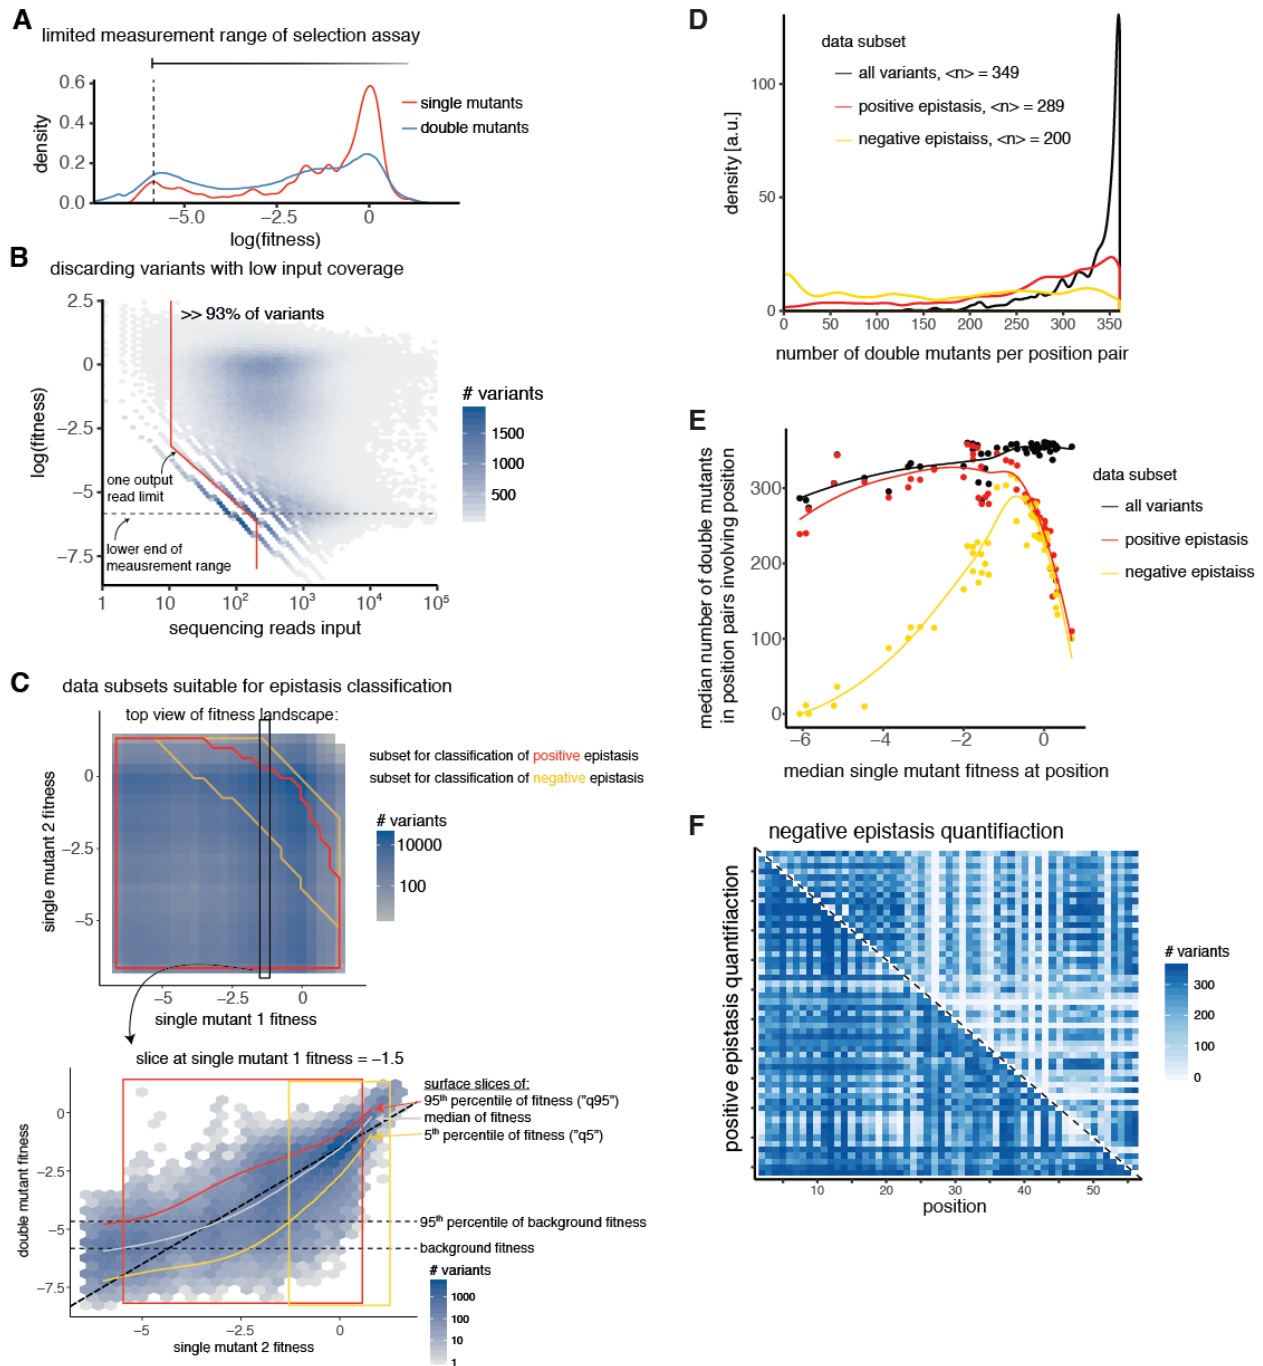 A
limited measurement range of selection assay
0.6
0.4
0.2
0.0
density
−5.0
−2.5
0
log(fitness)
single mutants
double mutants
B
discarding variants with low input coverage
2.5
0
−2.5
−5
−7.5
log(fitness)
>> 93% of variants
one output
read limit
lower end of
meausrement range
1
10
10²
10³
10⁴
10⁵
sequencing reads input
# variants
1500
1000
500
C
data subsets suitable for epistasis classification
top view of fitness landscape:
0
−2.5
−5
single mutant 2 fitness
−5
−2.5
0
single mutant 1 fitness
subset for classification of positive epistasis
subset for classification of negative epistasis
# variants
10000
100
slice at single mutant 1 fitness = −1.5
0
−2.5
−5
−7.5
double mutant fitness
−5
−2.5
0
single mutant 2 fitness
surface slices of:
95th percentile of fitness ("q95")
median of fitness
5th percentile of fitness ("q5")
95th percentile of background fitness
background fitness
# variants
1000
100
10
1
D
data subset
all variants, <n> = 349
positive epistasis, <n> = 289
negative epistaiss, <n> = 200
100
50
0
density [a.u.]
0
50
100
150
200
250
300
350
number of double mutants per position pair
E
300
200
100
0
median number of double mutants
in position pairs involving position
−6
−4
−2
0
median single mutant fitness at position
data subset
all variants
positive epistasis
negative epistaiss
F
negative epistasis quantifiaction
positive epistasis quantifiaction
10
20
30
40
50
position
# variants
300
200
100
0